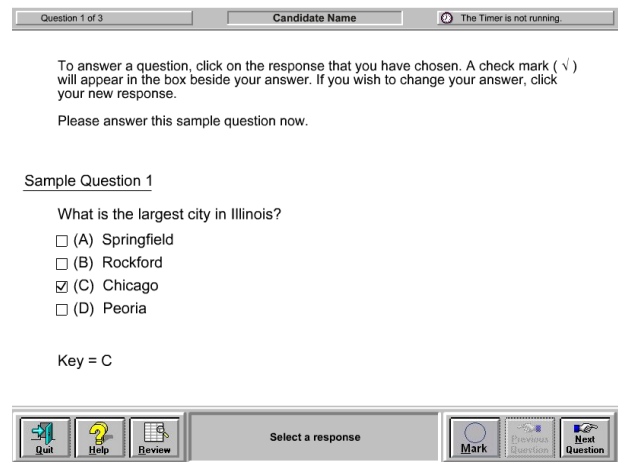 Question 1 of 3
Candidate Name
The Timer is not running.
To answer a question, click on the response that you have chosen. A check mark ( √ )
will appear in the box beside your answer. If you wish to change your answer, click
your new response.
Please answer this sample question now.
Sample Question 1
What is the largest city in Illinois?
(A) Springfield
(B) Rockford
(C) Chicago
(D) Peoria
Key = C
Quit
Help
Review
Select a response
Mark
Previous
Question
Next
Question